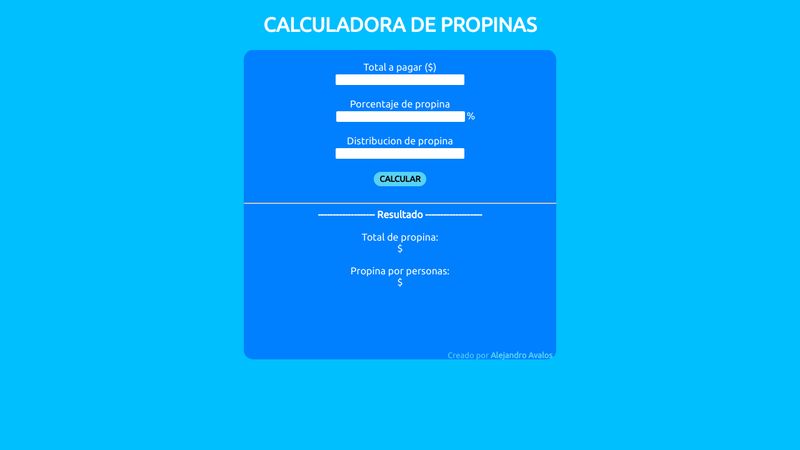 CALCULADORA DE PROPINAS
Total a pagar ($)
Porcentaje de propina
%
Distribucion de propina
CALCULAR
------------------- Resultado -------------------
Total de propina:
$
Propina por personas:
$
Creado por Alejandro Avalos